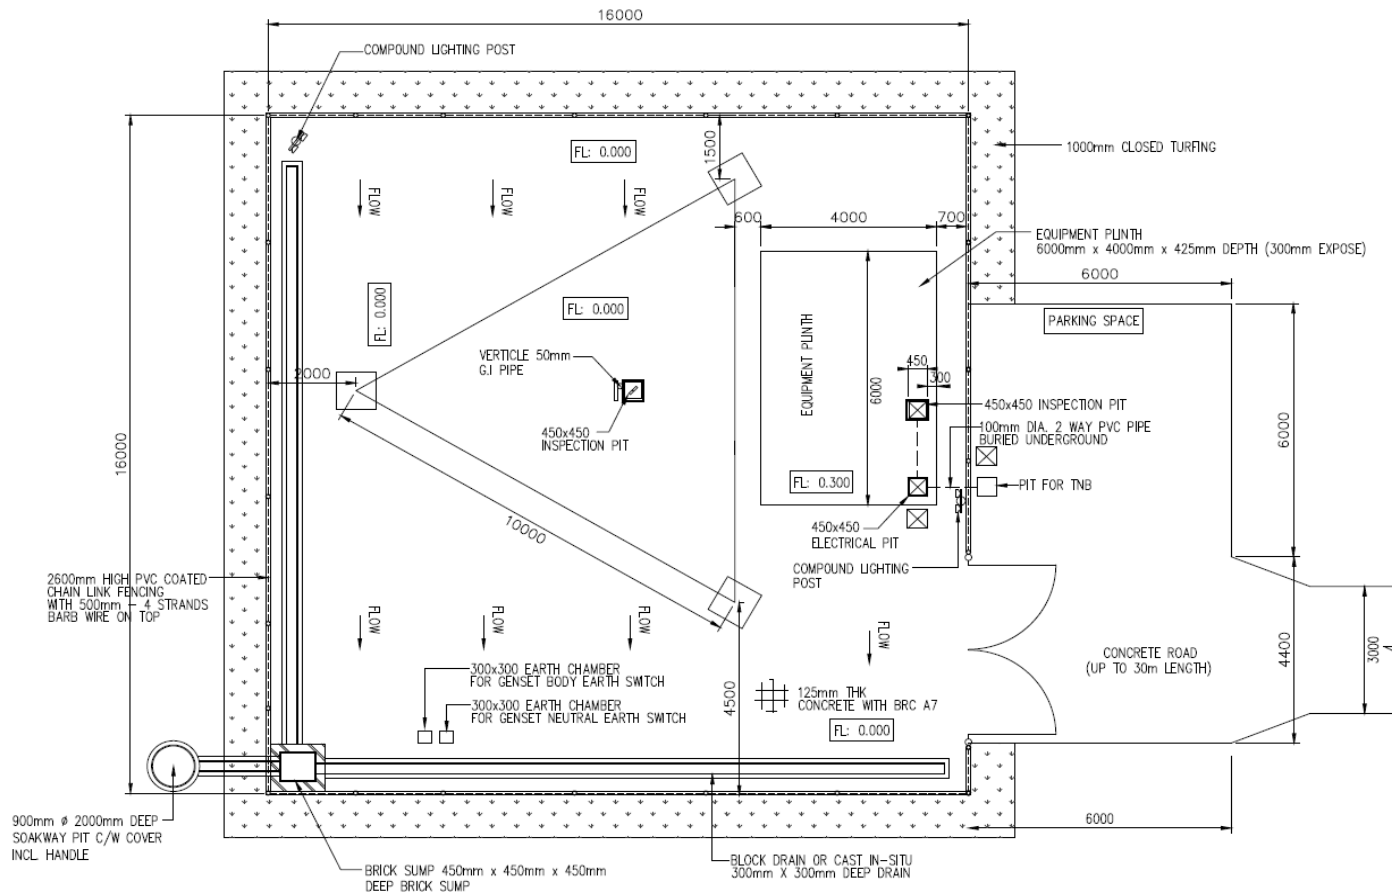 16000
COMPOUND LIGHTING POST
1000mm CLOSED TURFING
FL: 0.000
1500
FLOW
FLOW
FLOW
600
4000
700
EQUIPMENT PLINTH
6000mm x 4000mm x 425mm DEPTH (300mm EXPOSE)
6000
PARKING SPACE
FL: 0.000
FL: 0.000
EQUIPMENT PLINTH
6000
VERTICLE 50mm
G.I PIPE
2000
450
300
450x450 INSPECTION PIT
100mm DIA. 2 WAY PVC PIPE
BURIED UNDERGROUND
6000
450x450
INSPECTION PIT
16000
FL: 0.300
PIT FOR TNB
10000
450x450
ELECTRICAL PIT
COMPOUND LIGHTING
POST
2600mm HIGH PVC COATED
CHAIN LINK FENCING
WITH 500mm - 4 STRANDS
BARB WIRE ON TOP
FLOW
FLOW
FLOW
FLOW
CONCRETE ROAD
(UP TO 30m LENGTH)
4400
3000
300x300 EARTH CHAMBER
FOR GENSET BODY EARTH SWITCH
300x300 EARTH CHAMBER
FOR GENSET NEUTRAL EARTH SWITCH
4500
125mm THK
CONCRETE WITH BRC A7
FL: 0.000
900mm ø 2000mm DEEP
SOAKWAY PIT C/W COVER
INCL HANDLE
6000
BRICK SUMP 450mm x 450mm x 450mm
DEEP BRICK SUMP
BLOCK DRAIN OR CAST IN-SITU
300mm X 300mm DEEP DRAIN